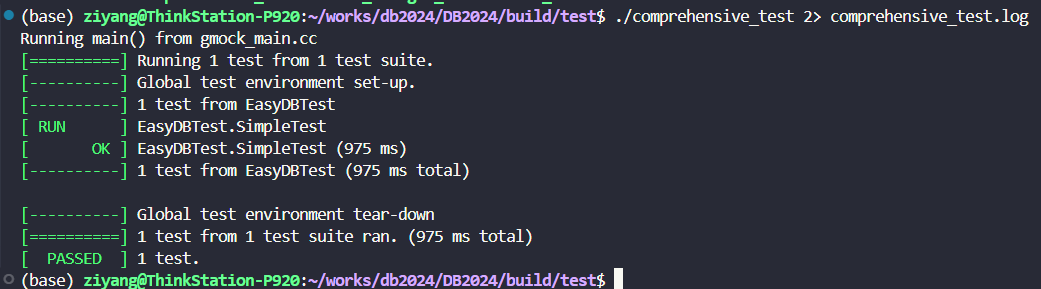 (base) ziyang@ThinkStation-P920:~/works/db2024/DB2024/build/test$ ./comprehensive_test 2> comprehensive_test.log
Running main() from gmock_main.cc
[==========] Running 1 test from 1 test suite.
[----------] Global test environment set-up.
[----------] 1 test from EasyDBTest
[ RUN      ] EasyDBTest.SimpleTest
[       OK ] EasyDBTest.SimpleTest (975 ms)
[----------] 1 test from EasyDBTest (975 ms total)
[----------] Global test environment tear-down
[==========] 1 test from 1 test suite ran. (975 ms total)
[  PASSED  ] 1 test.
(base) ziyang@ThinkStation-P920:~/works/db2024/DB2024/build/test$